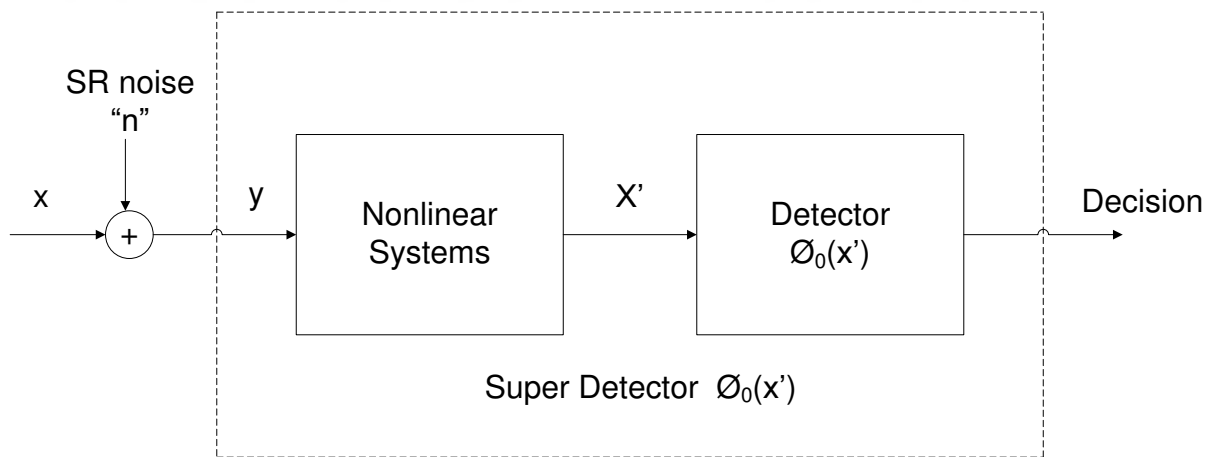 SR noise
“n”
x
+
y
Nonlinear
Systems
X’
Detector
Ø₀(x’)
Decision
Super Detector Ø₀(x’)